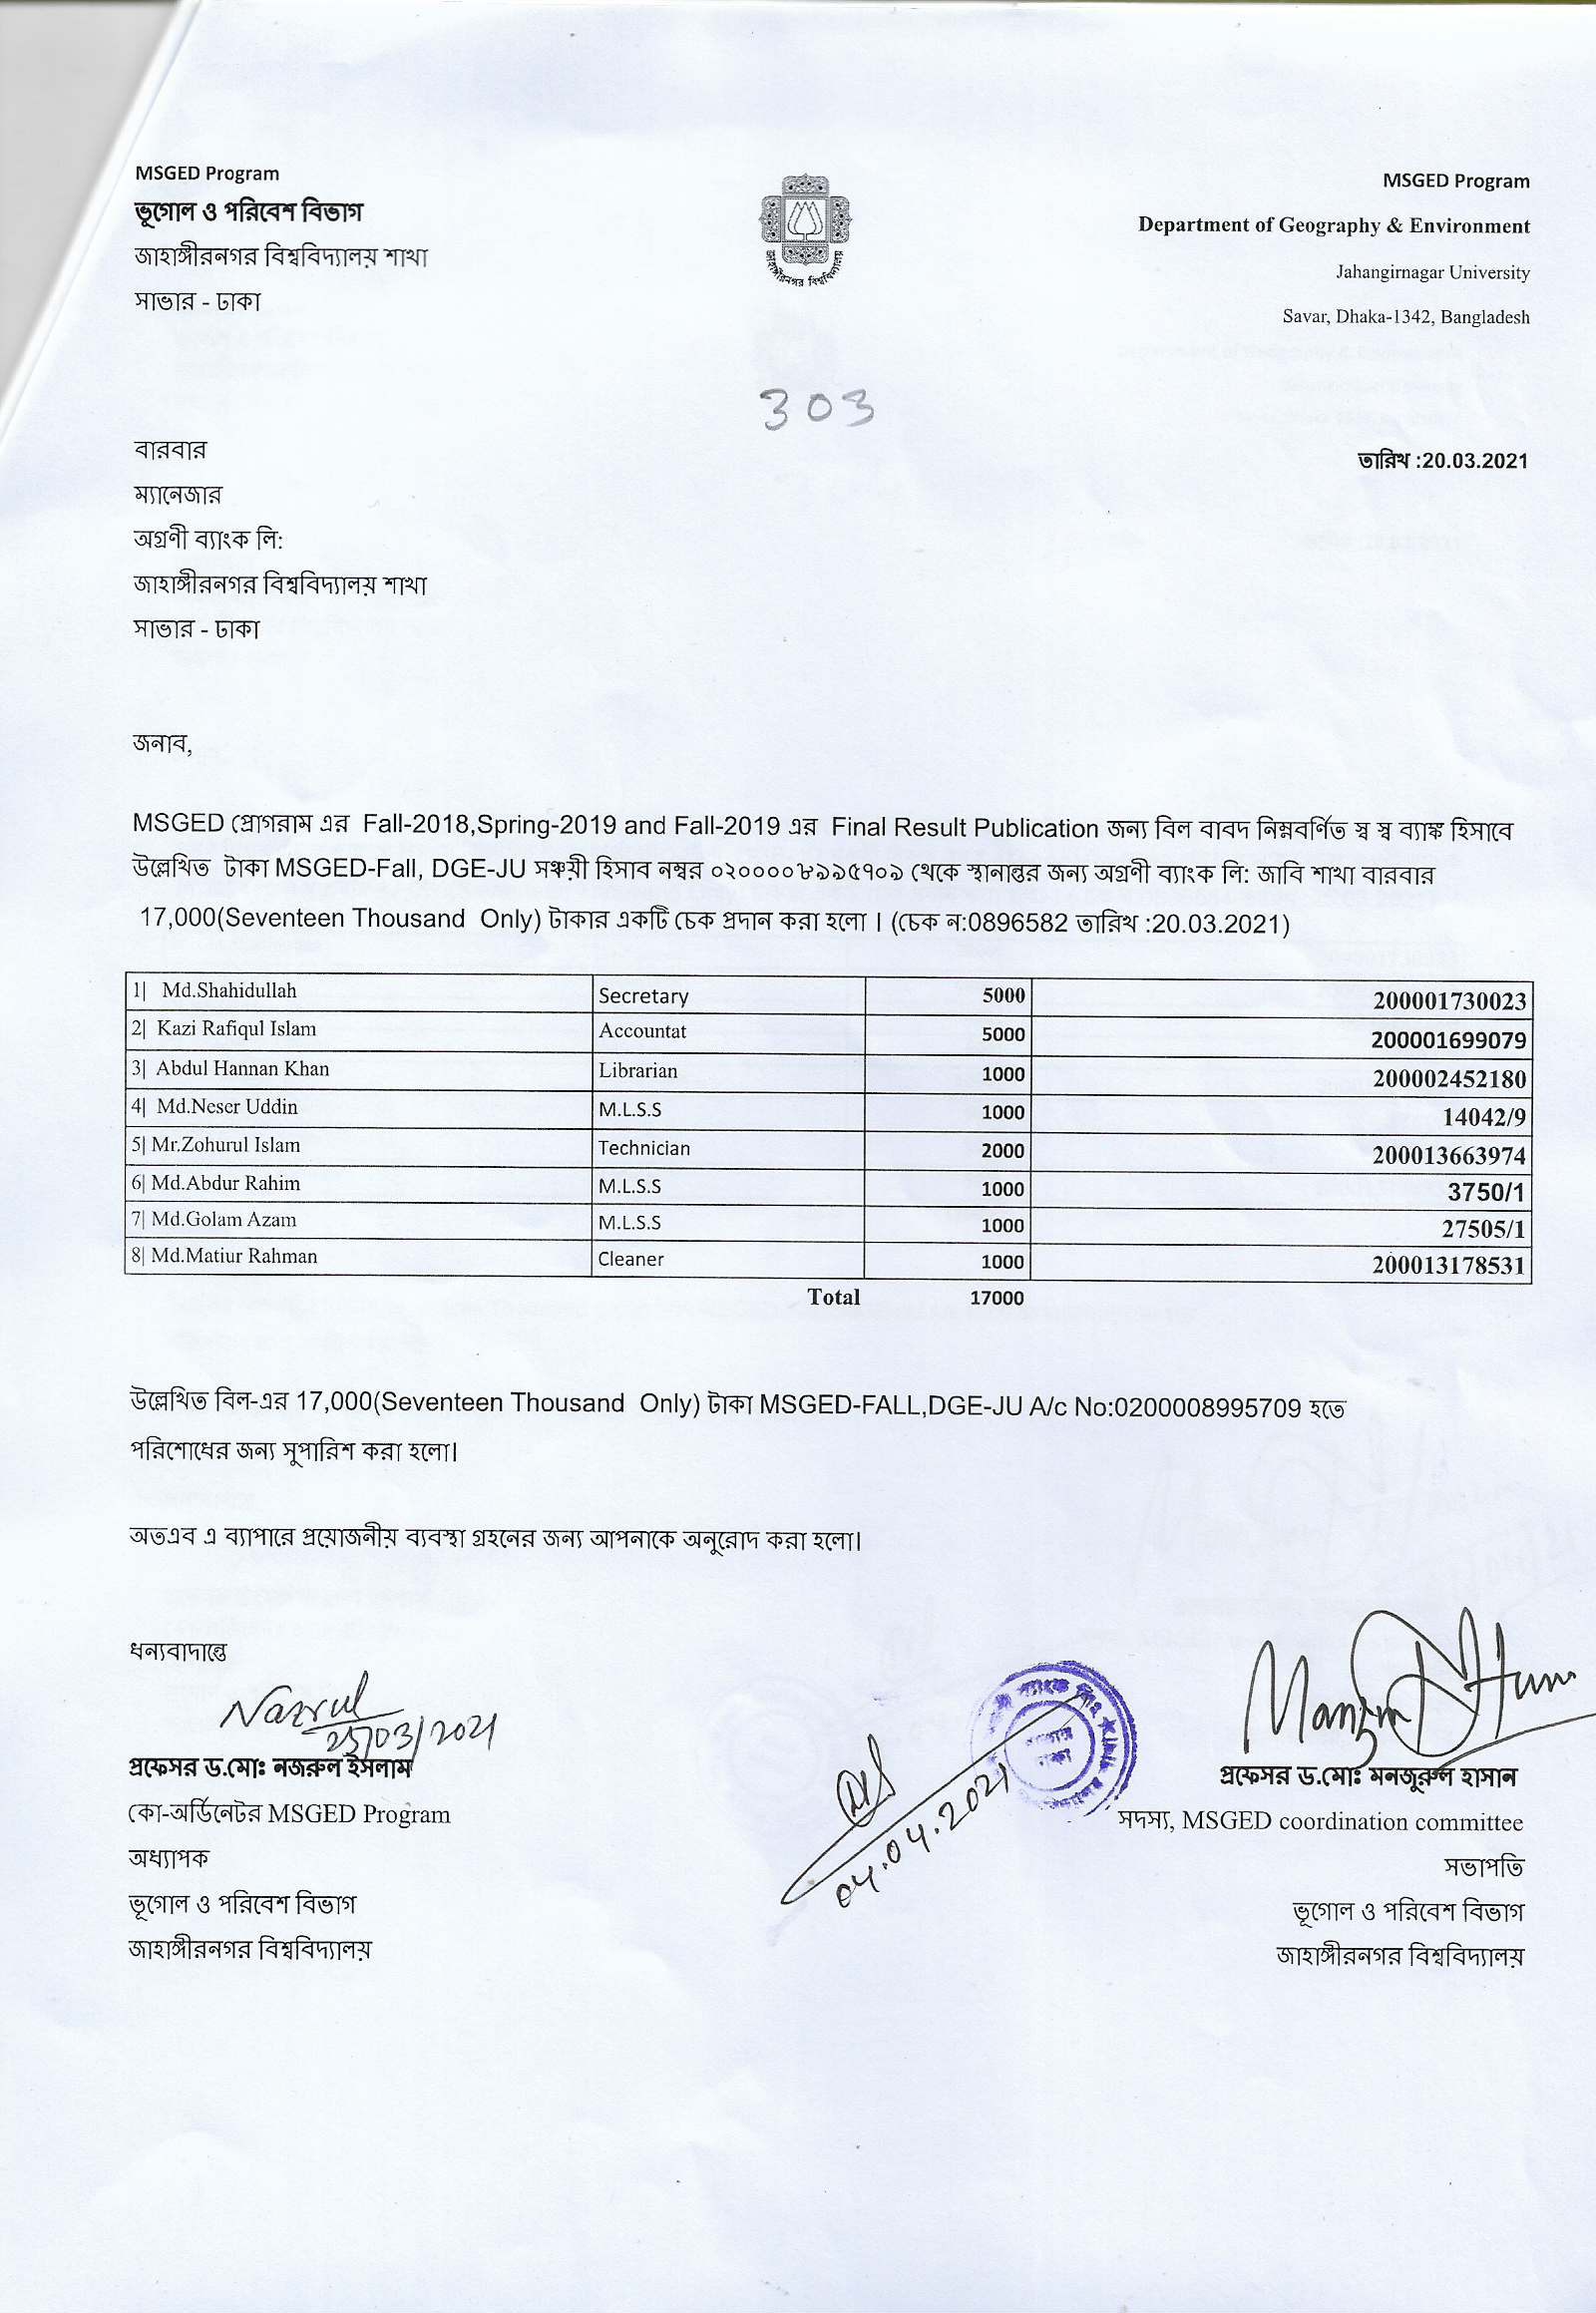 MSGED Program
ভূগোল ও পরিবেশ বিভাগ
জাহাঙ্গীরনগর বিশ্ববিদ্যালয় শাখা
সাভার - ঢাকা
জাহাঙ্গীরনগর বিশ্ববিদ্যালয়
MSGED Program
Department of Geography & Environment
Jahangirnagar University
Savar, Dhaka-1342, Bangladesh
303
বারবার
তারিখ :20.03.2021
ম্যানেজার
অগ্রণী ব্যাংক লি:
জাহাঙ্গীরনগর বিশ্ববিদ্যালয় শাখা
সাভার - ঢাকা
জনাব,
MSGED প্রোগরাম এর Fall-2018,Spring-2019 and Fall-2019 এর Final Result Publication জন্য বিল বাবদ নিম্নবর্ণিত স্ব স্ব ব্যাঙ্ক হিসাবে
উল্লেখিত টাকা MSGED-Fall, DGE-JU সঞ্চয়ী হিসাব নম্বর ০২০০০০৮৯৯৫৭০৯ থেকে স্থানান্তর জন্য অগ্রণী ব্যাংক লি: জাবি শাখা বারবার
17,000(Seventeen Thousand Only) টাকার একটি চেক প্রদান করা হলো । (চেক ন:0896582 তারিখ :20.03.2021)
1| Md.Shahidullah Secretary 5000 200001730023
2| Kazi Rafiqul Islam Accountat 5000 200001699079
3| Abdul Hannan Khan Librarian 1000 200002452180
4| Md.Neser Uddin M.L.S.S 1000 14042/9
5| Mr.Zohurul Islam Technician 2000 200013663974
6| Md.Abdur Rahim M.L.S.S 1000 3750/1
7| Md.Golam Azam M.L.S.S 1000 27505/1
8| Md.Matiur Rahman Cleaner 1000 200013178531
Total 17000
উল্লেখিত বিল-এর 17,000(Seventeen Thousand Only) টাকা MSGED-FALL,DGE-JU A/c No:0200008995709 হতে
পরিশোধের জন্য সুপারিশ করা হলো।
অতএব এ ব্যাপারে প্রয়োজনীয় ব্যবস্থা গ্রহনের জন্য আপনাকে অনুরোদ করা হলো।
ধন্যবাদান্তে
Nazrul
25/03/2021
প্রফেসর ড.মোঃ নজরুল ইসলাম
কো-অর্ডিনেটর MSGED Program
অধ্যাপক
ভূগোল ও পরিবেশ বিভাগ
জাহাঙ্গীরনগর বিশ্ববিদ্যালয়
04.04.2021
প্রফেসর ড.মোঃ মনজুরুল হাসান
সদস্য, MSGED coordination committee
সভাপতি
ভূগোল ও পরিবেশ বিভাগ
জাহাঙ্গীরনগর বিশ্ববিদ্যালয়